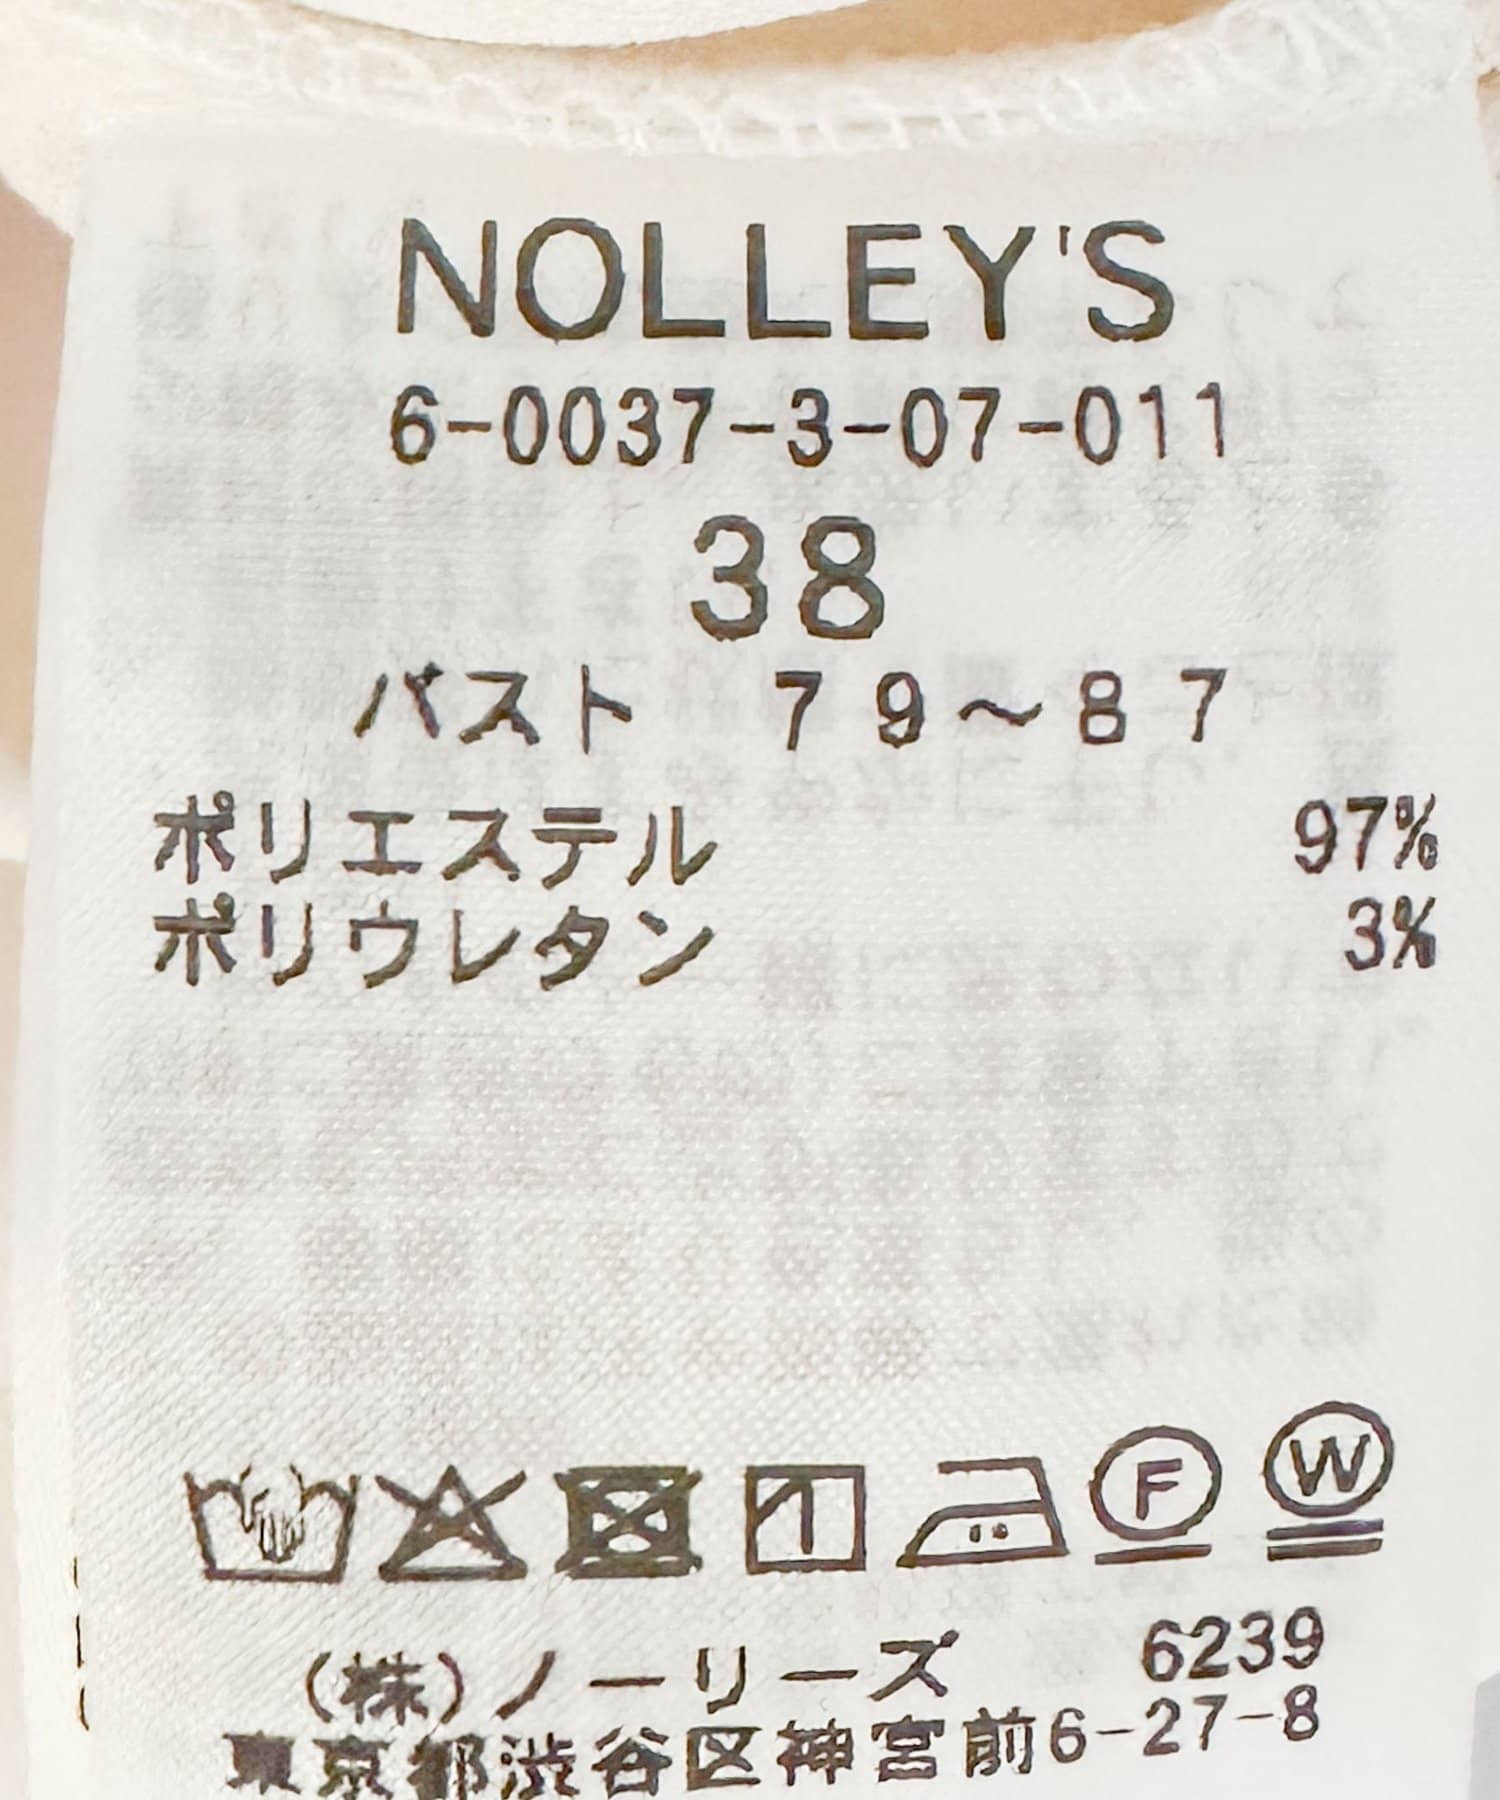 NOLLEY'S
6-0037-3-07-011
38
バスト 79～87
ポリエステル 97%
ポリウレタン 3%
F W
(株)ノーリーズ 6239
東京都渋谷区神宮前6-27-8